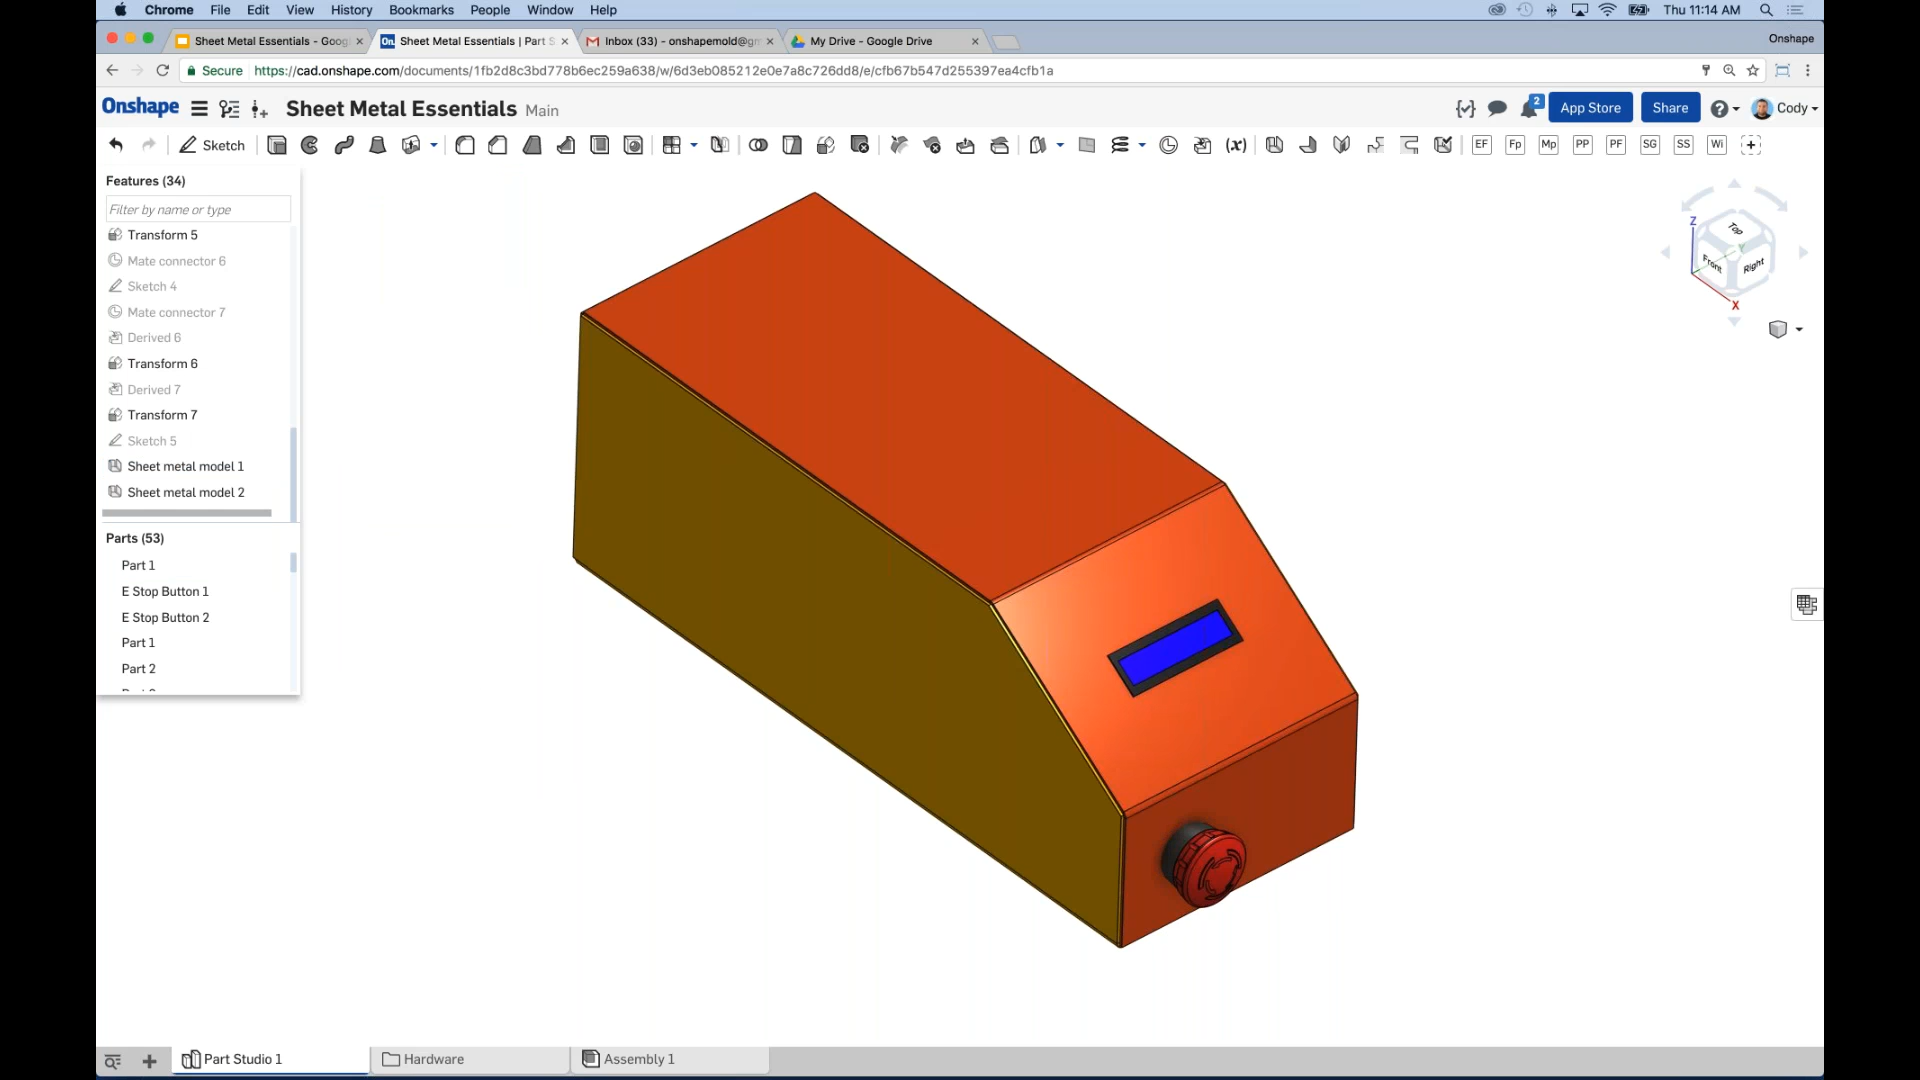 Chrome File Edit View History Bookmarks People Window Help Thu 11:14 AM
Sheet Metal Essentials - Goog Sheet Metal Essentials | Part S Inbox (33) - onshapemold@gm My Drive - Google Drive Onshape
Secure https://cad.onshape.com/documents/1fb2d8c3bd778b6ec259a638/w/6d3eb085212e0e7a8c726dd8/e/cfb67b547d255397ea4cfb1a
Onshape Sheet Metal Essentials Main 2 App Store Share Cody
Sketch (x) EF Fp Mp PP PF SG SS Wi
Features (34)
Filter by name or type
Transform 5
Mate connector 6
Sketch 4
Mate connector 7
Derived 6
Transform 6
Derived 7
Transform 7
Sketch 5
Sheet metal model 1
Sheet metal model 2
Parts (53)
Part 1
E Stop Button 1
E Stop Button 2
Part 1
Part 2
Z
Top
Front Right
X
Part Studio 1 Hardware Assembly 1